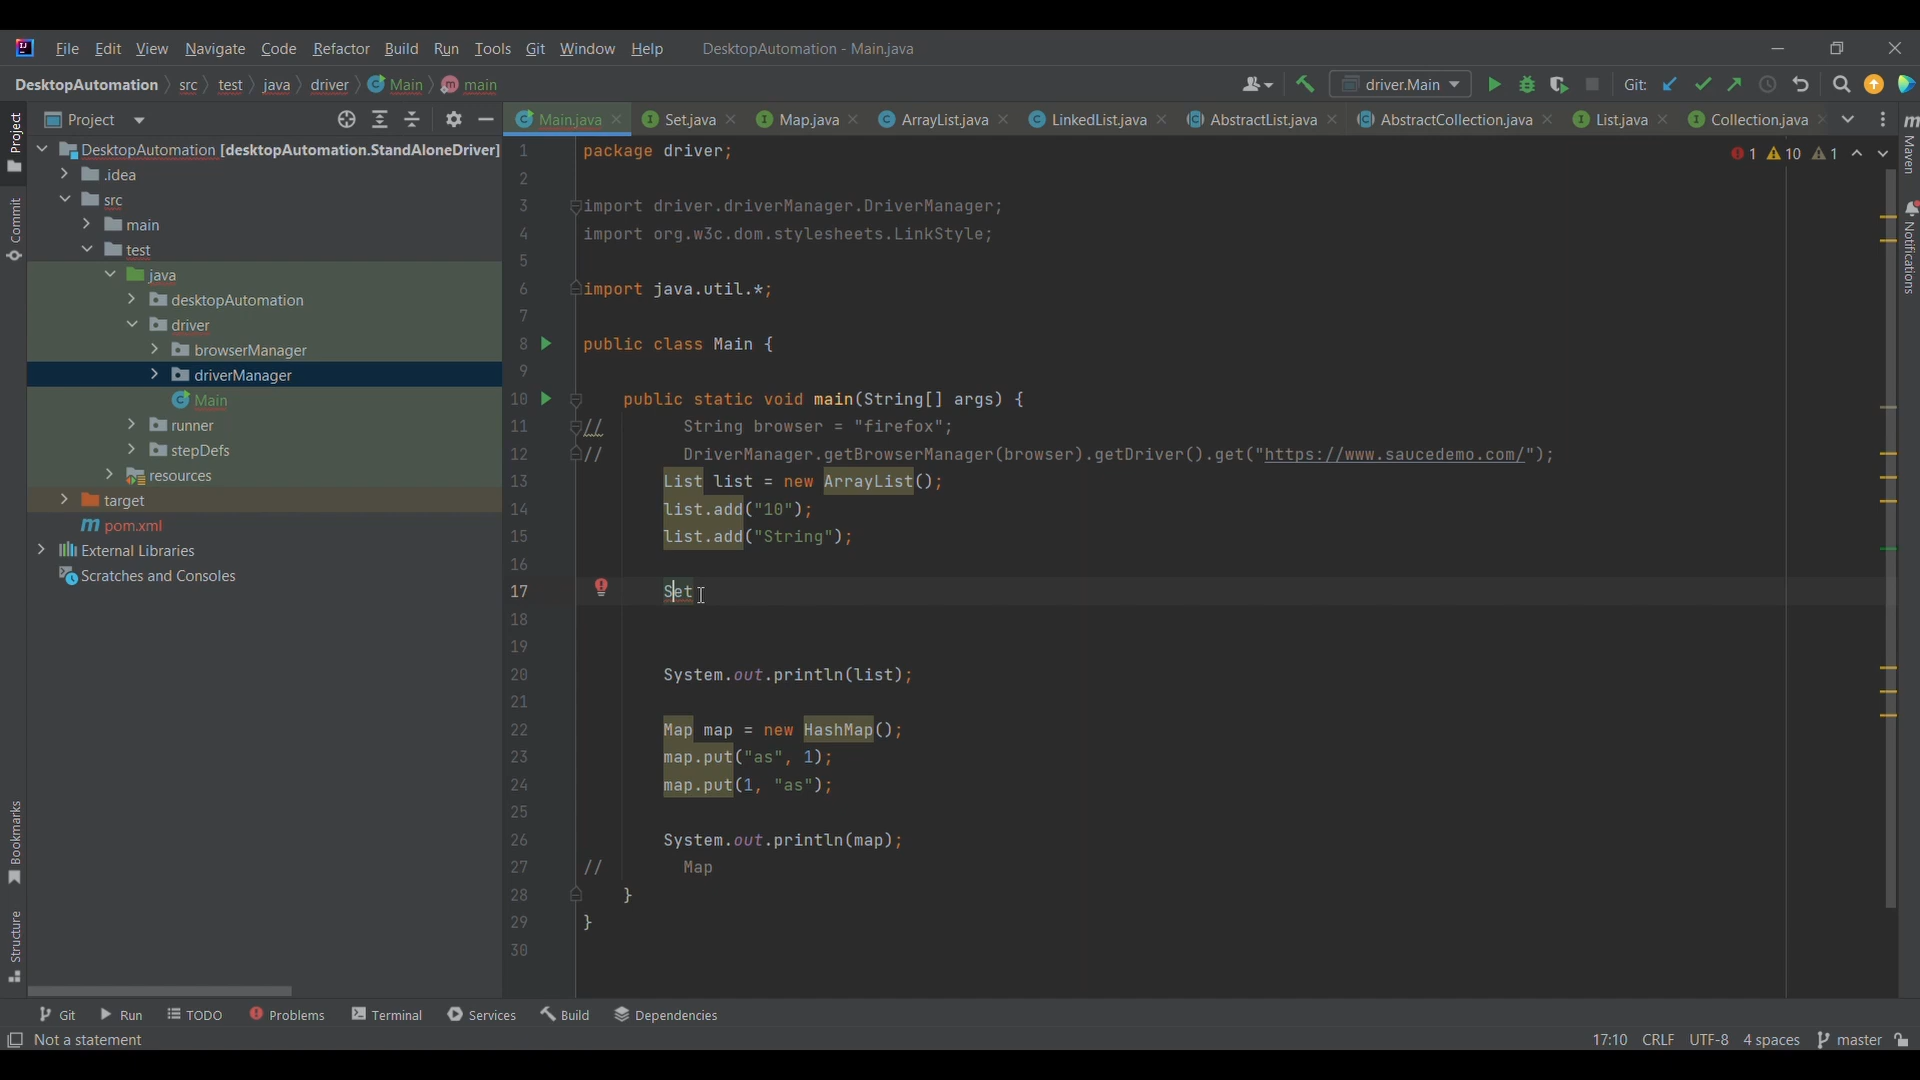 File Edit View Navigate Code Refactor Build Run Tools Git Window Help DesktopAutomation - Main.java
DesktopAutomation src test java driver Main main driver.Main Git:
Project Main.java Set.java Map.java ArrayList.java LinkedList.java AbstractList.java AbstractCollection.java List.java Collection.java
DesktopAutomation [desktopAutomation.StandAloneDriver]
.idea
src
main
test
java
desktopAutomation
driver
browserManager
driverManager
Main
runner
stepDefs
resources
target
pom.xml
External Libraries
Scratches and Consoles
Project
Commit
Bookmarks
Structure
1 package driver;
2
3 import driver.driverManager.DriverManager;
4 import org.w3c.dom.stylesheets.LinkStyle;
5
6 import java.util.*;
7
8 public class Main {
9
10 public static void main(String[] args) {
11 // String browser = "firefox";
12 // DriverManager.getBrowserManager(browser).getDriver().get("https://www.saucedemo.com/");
13 List list = new ArrayList();
14 list.add("10");
15 list.add("String");
16
17 Set
18
19
20 System.out.println(list);
21
22 Map map = new HashMap();
23 map.put("as", 1);
24 map.put(1, "as");
25
26 System.out.println(map);
27 // Map
28 }
29 }
30
1 10 1
Maven
Notifications
Git Run TODO Problems Terminal Services Build Dependencies
Not a statement 17:10 CRLF UTF-8 4 spaces master